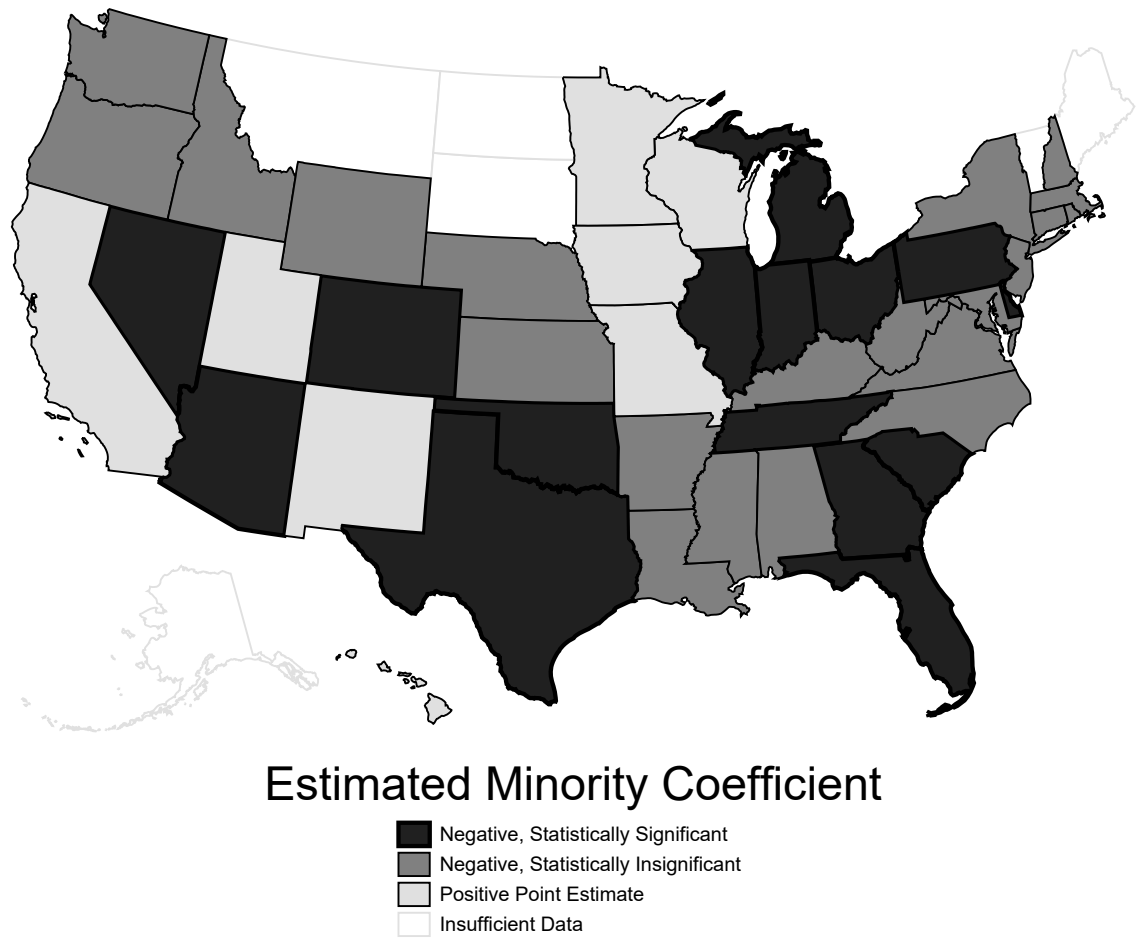 Estimated Minority Coefficient
Negative, Statistically Significant
Negative, Statistically Insignificant
Positive Point Estimate
Insufficient Data